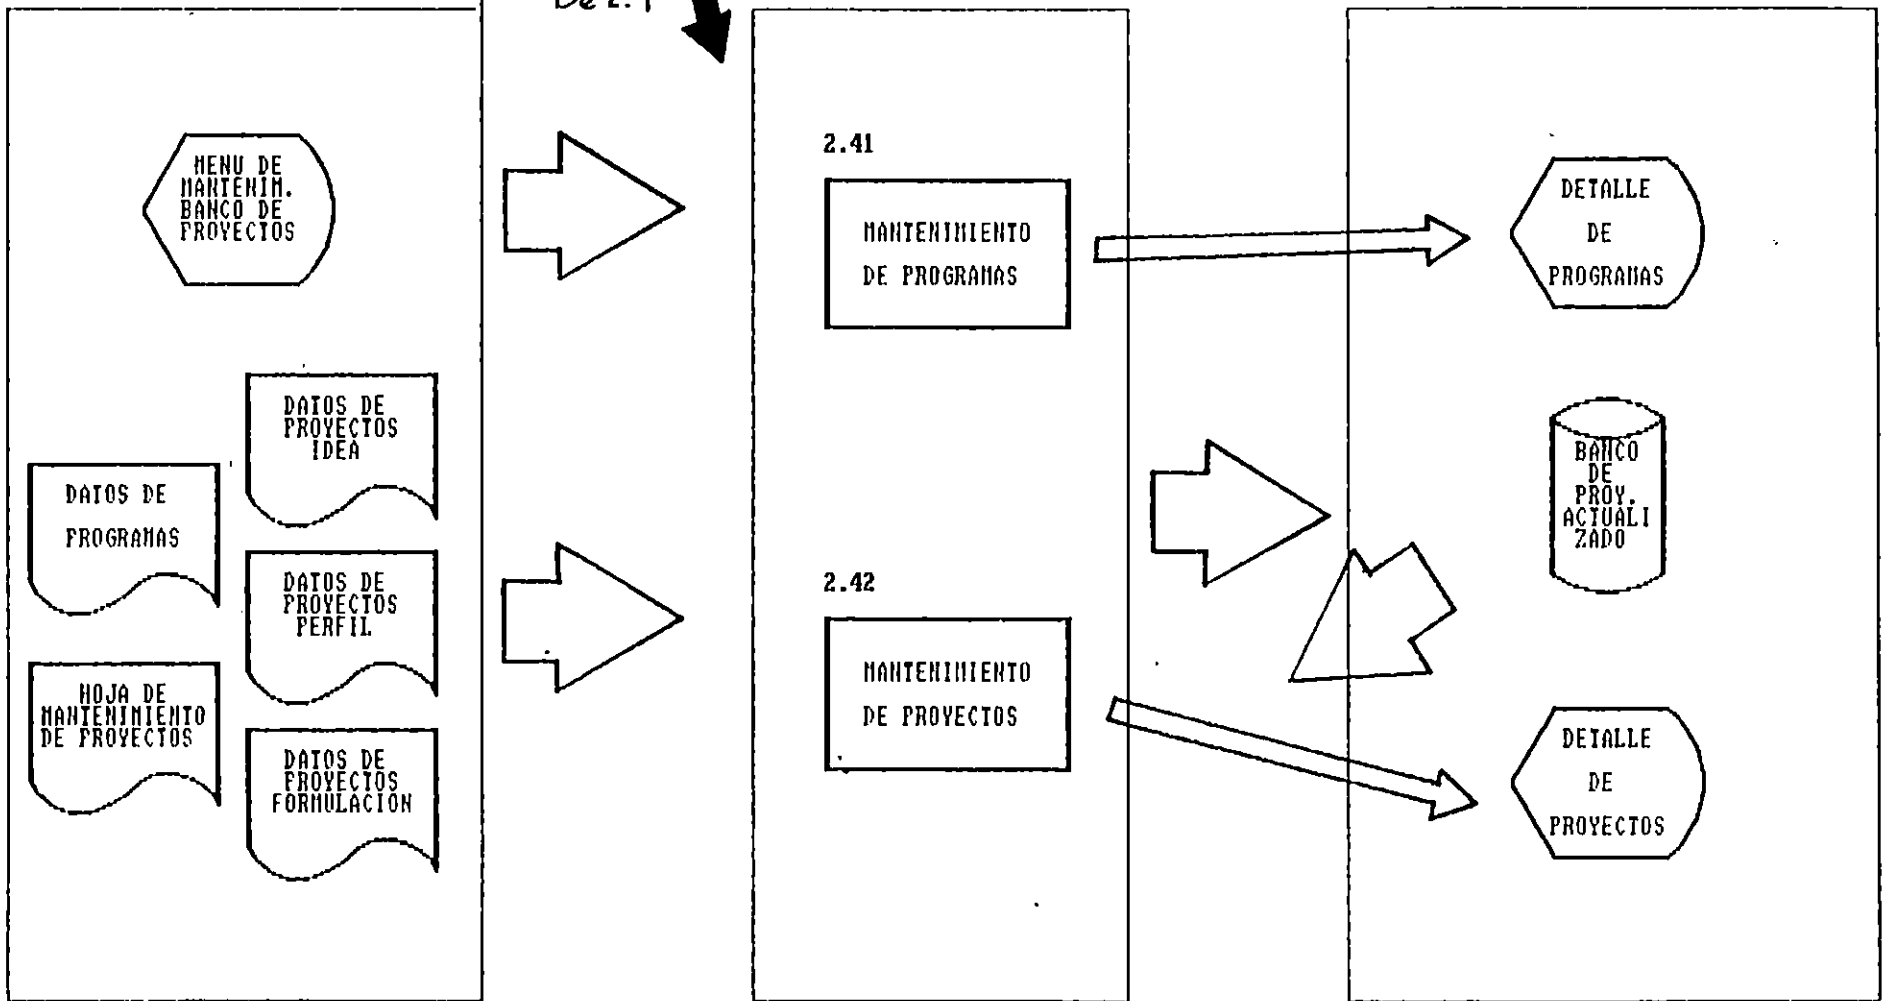 De 2.4
MENU DE
MANTENIM.
BANCO DE
PROYECTOS
DATOS DE
PROYECTOS
IDEA
DATOS DE
PROGRAMAS
DATOS DE
PROYECTOS
PERFIL
HOJA DE
MANTENIMIENTO
DE PROYECTOS
DATOS DE
PROYECTOS
FORMULACION
2.41
MANTENIMIENTO
DE PROGRAMAS
2.42
MANTENIMIENTO
DE PROYECTOS
DETALLE
DE
PROGRAMAS
BANCO
DE
PROY.
ACTUALI
ZADO
DETALLE
DE
PROYECTOS